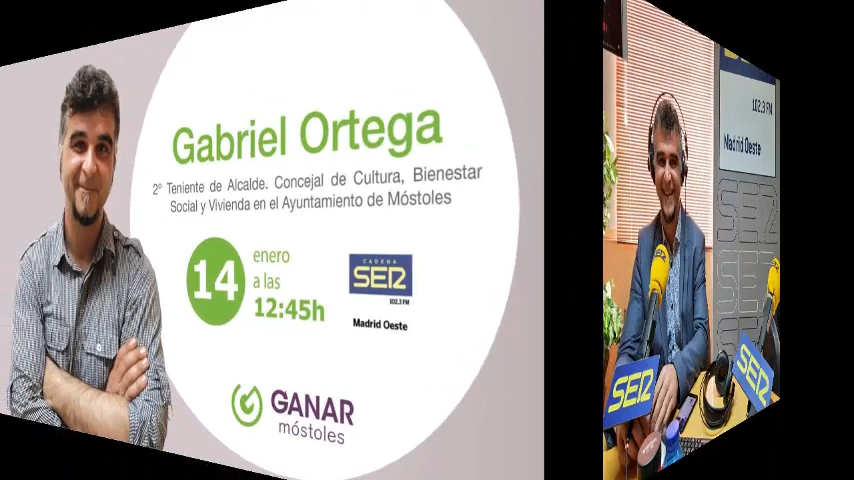 Gabriel Ortega
2º Teniente de Alcalde. Concejal de Cultura, Bienestar
Social y Vivienda en el Ayuntamiento de Móstoles
14
enero
a las
12:45h
CADENA
SER
102.3 FM
Madrid Oeste
GANAR
móstoles
102.3 FM
Madrid Oeste
SER
SER
SER
SER